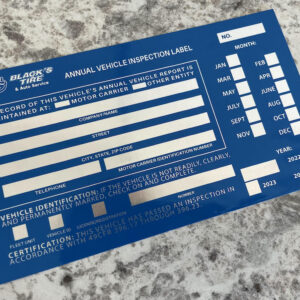 BLACK'S
TIRE
& Auto Service
ANNUAL VEHICLE INSPECTION LABEL
NO.
MONTH:
RECORD OF THIS VEHICLE'S ANNUAL VEHICLE REPORT IS
MAINTAINED AT: MOTOR CARRIER OTHER ENTITY
COMPANY NAME
STREET
CITY, STATE, ZIP CODE
TELEPHONE
MOTOR CARRIER IDENTIFICATION NUMBER
JAN
FEB
MAR
APR
MAY
JUNE
JULY
AUG
SEPT
OCT
NOV
DEC
YEAR:
2023
VEHICLE IDENTIFICATION: IF THE VEHICLE IS NOT READILY, CLEARLY,
AND PERMANENTLY MARKED, CHECK ON AND COMPLETE.
NUMBER
FLEET UNIT
VEHICLE ID
LICENSE/REGISTRATION
CERTIFICATION: THIS VEHICLE HAS PASSED AN INSPECTION IN
ACCORDANCE WITH 49CFR 396.17 THROUGH 396.23.